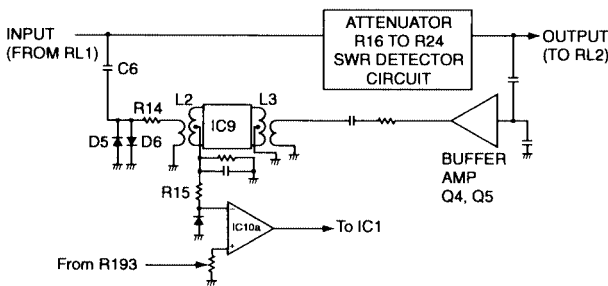 INPUT
(FROM RL1)
ATTENUATOR
R16 TO R24
SWR DETECTOR
CIRCUIT
OUTPUT
(TO RL2)
C6
R14
L2
L3
IC9
D5
D6
BUFFER
AMP
Q4, Q5
R15
IC10a
To IC1
From R193